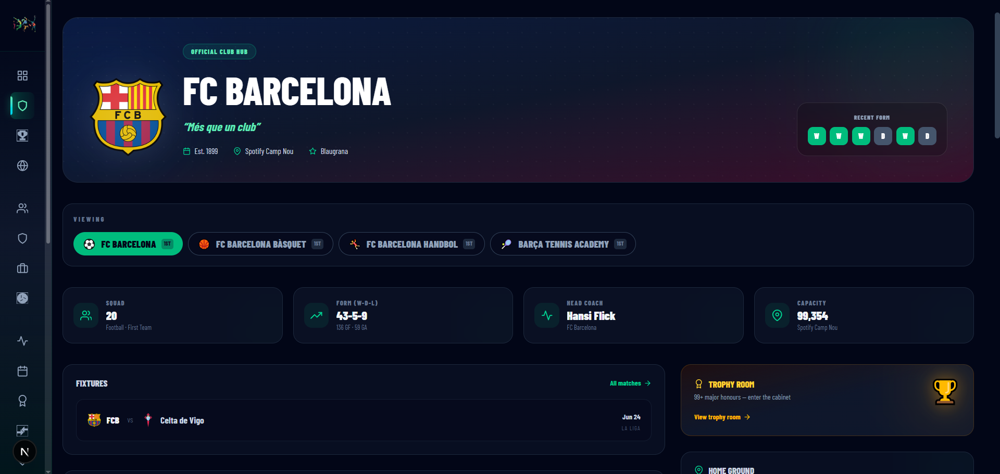 OFFICIAL CLUB HUB
FC BARCELONA
“Més que un club”
Est. 1899
Spotify Camp Nou
Blaugrana
FCB
RECENT FORM
W W W D W D
VIEWING
FC BARCELONA 1ST
FC BARCELONA BÀSQUET 1ST
FC BARCELONA HANDBOL 1ST
BARÇA TENNIS ACADEMY 1ST
SQUAD
20
Football · First Team
FORM (W-D-L)
43-5-9
136 GF · 59 GA
HEAD COACH
Hansi Flick
FC Barcelona
CAPACITY
99,354
Spotify Camp Nou
FIXTURES
All matches →
FCB VS Celta de Vigo
Jun 24
LA LIGA
TROPHY ROOM
99+ major honours — enter the cabinet
View trophy room →
HOME GROUND
N